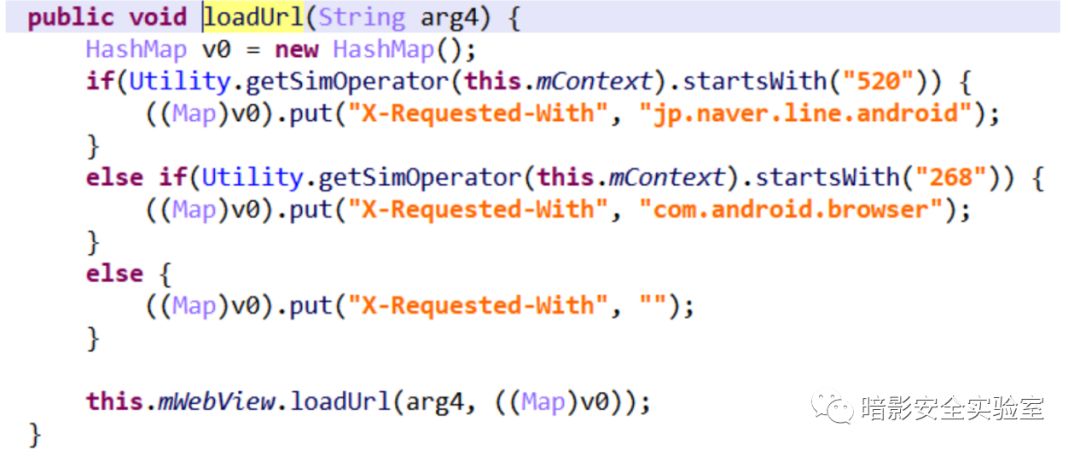 public void loadUrl(String arg4) {
    HashMap v0 = new HashMap();
    if(Utility.getSimOperator(this.mContext).startsWith("520")) {
        ((Map)v0).put("X-Requested-With", "jp.naver.line.android");
    }
    else if(Utility.getSimOperator(this.mContext).startsWith("268")) {
        ((Map)v0).put("X-Requested-With", "com.android.browser");
    }
    else {
        ((Map)v0).put("X-Requested-With", "");
    }

    this.mWebView.loadUrl(arg4, ((Map)v0));
}
暗影安全实验室